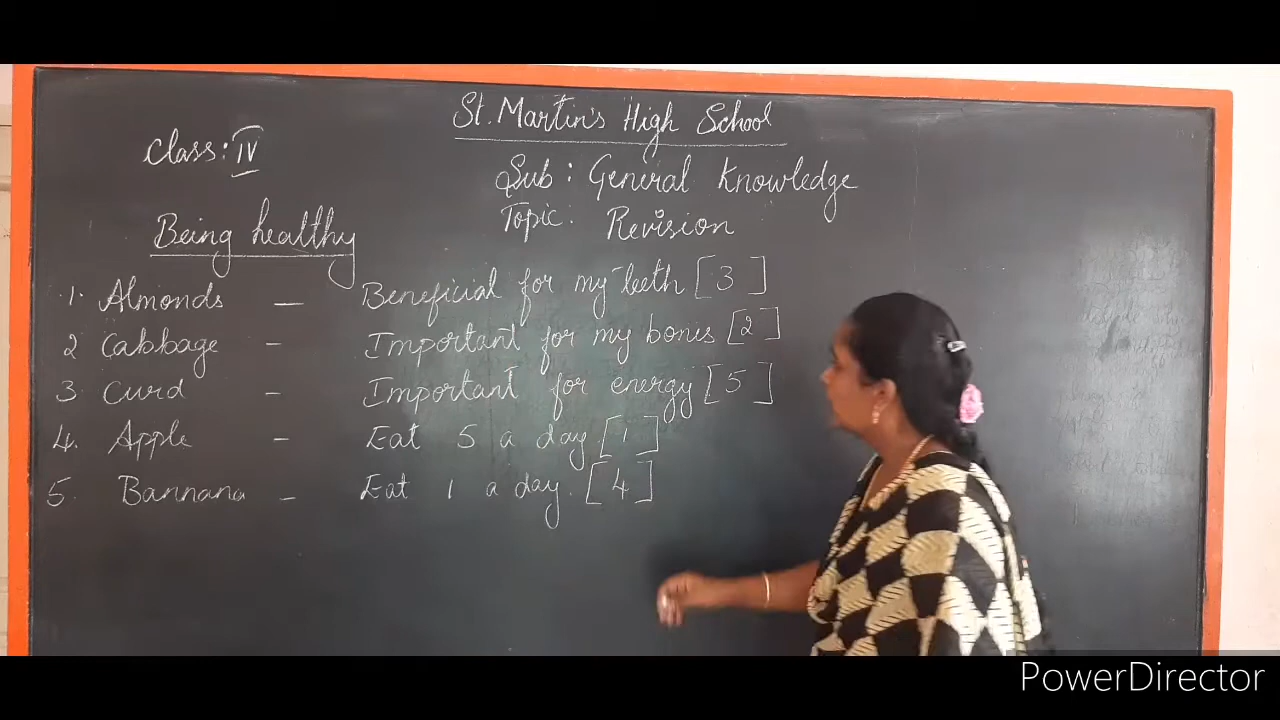 St. Martin's High School
Class: IV
Sub : General Knowledge
Topic: Revision
Being healthy
1. Almonds — Beneficial for my teeth [3]
2 Cabbage - Important for my bones [2]
3. Curd - Important for energy [5]
4. Apple - Eat 5 a day. [1]
5. Bannana - Eat 1 a day. [4]
PowerDirector